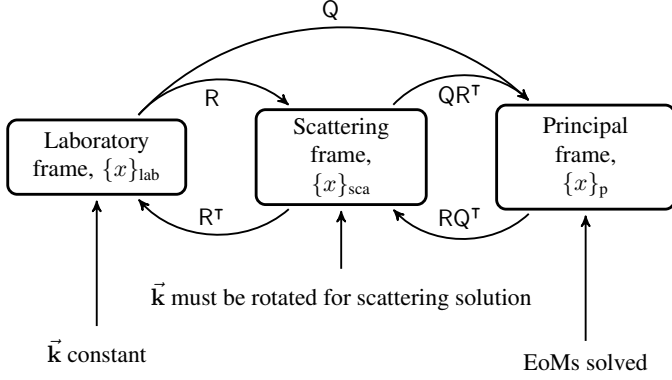 Q
R
QRᵀ
Laboratory
frame, {x}lab
Scattering
frame,
{x}sca
Principal
frame,
{x}p
Rᵀ
RQᵀ
k⃗ must be rotated for scattering solution
k⃗ constant
EoMs solved